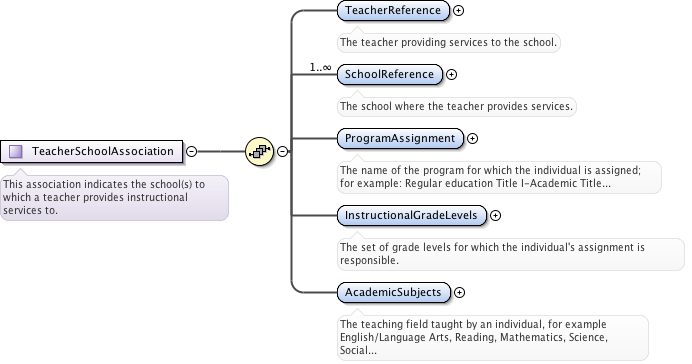 TeacherReference
The teacher providing services to the school.
1..∞
SchoolReference
The school where the teacher provides services.
TeacherSchoolAssociation
This association indicates the school(s) to
which a teacher provides instructional
services to.
ProgramAssignment
The name of the program for which the individual is assigned;
for example: Regular education Title I-Academic Title...
InstructionalGradeLevels
The set of grade levels for which the individual's assignment is
responsible.
AcademicSubjects
The teaching field taught by an individual, for example
English/Language Arts, Reading, Mathematics, Science,
Social...